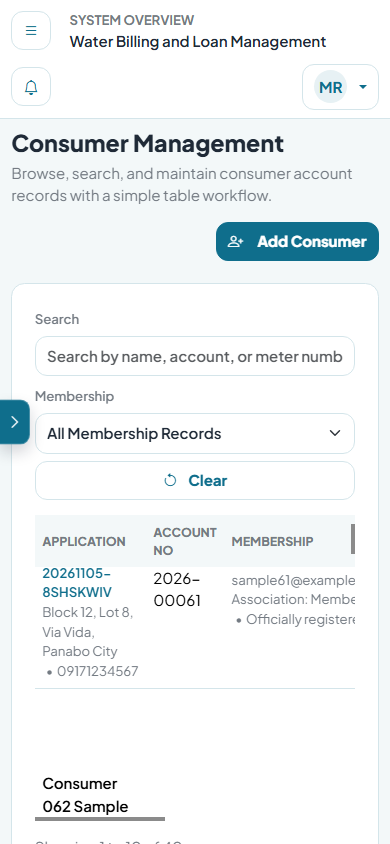 SYSTEM OVERVIEW
Water Billing and Loan Management
MR
Consumer Management
Browse, search, and maintain consumer account
records with a simple table workflow.
Add Consumer
Search
Search by name, account, or meter numb
Membership
All Membership Records
Clear
APPLICATION
ACCOUNT
NO
MEMBERSHIP
20261105-
8SHSKWIV
Block 12, Lot 8,
Via Vida,
Panabo City
• 09171234567
2026-
00061
sample61@example
Association: Membe
• Officially registere
Consumer
062 Sample